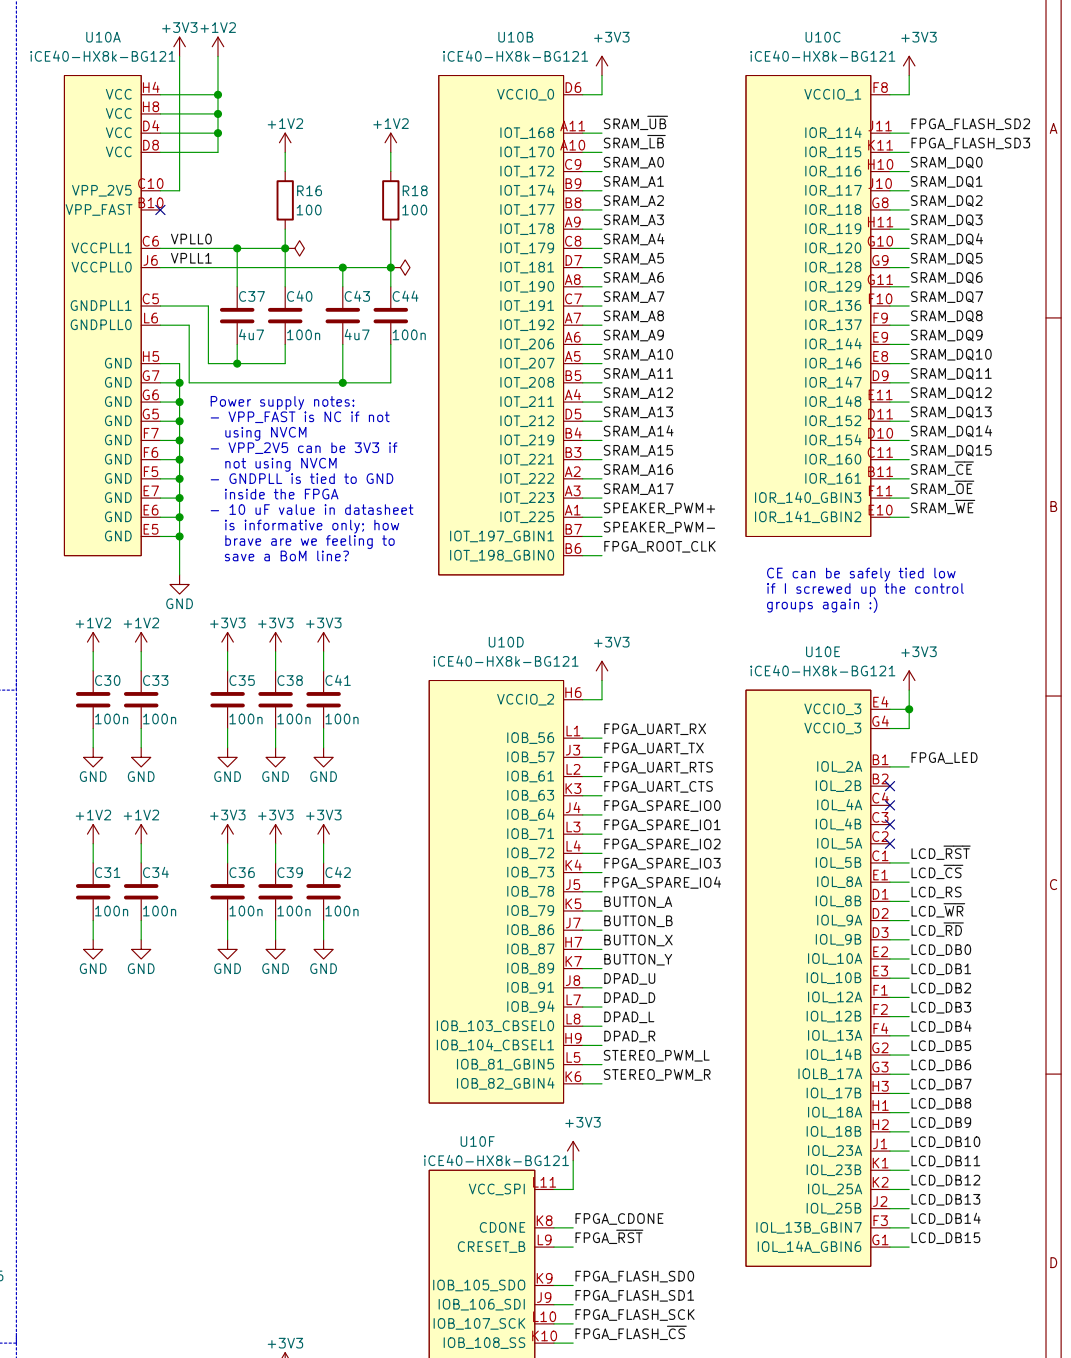 U10A
iCE40-HX8k-BG121
+3V3
+1V2
VCC H4
VCC H8
VCC D4
VCC D8
VPP_2V5 C10
VPP_FAST B10
VCCPLL1 C6 VPLL0
VCCPLL0 J6 VPLL1
GNDPLL1 C5
GNDPLL0 L6
GND H5
GND G7
GND G6
GND G5
GND F7
GND F6
GND F5
GND E7
GND E6
GND E5
GND
+1V2
R16
100
+1V2
R18
100
C37
4u7
C40
100n
C43
4u7
C44
100n
Power supply notes:
- VPP_FAST is NC if not
using NVCM
- VPP_2V5 can be 3V3 if
not using NVCM
- GNDPLL is tied to GND
inside the FPGA
- 10 uF value in datasheet
is informative only; how
brave are we feeling to
save a BoM line?
+1V2
C30
100n
GND
+1V2
C33
100n
GND
+3V3
C35
100n
GND
+3V3
C38
100n
GND
+3V3
C41
100n
GND
+1V2
C31
100n
GND
+1V2
C34
100n
GND
+3V3
C36
100n
GND
+3V3
C39
100n
GND
+3V3
C42
100n
GND
+3V3
U10B
iCE40-HX8k-BG121
+3V3
VCCIO_0 D6
IOT_168 A11 SRAM_UB
IOT_170 A10 SRAM_LB
IOT_172 C9 SRAM_A0
IOT_174 B9 SRAM_A1
IOT_177 B8 SRAM_A2
IOT_178 A9 SRAM_A3
IOT_179 C8 SRAM_A4
IOT_181 D7 SRAM_A5
IOT_190 A8 SRAM_A6
IOT_191 C7 SRAM_A7
IOT_192 A7 SRAM_A8
IOT_206 A6 SRAM_A9
IOT_207 A5 SRAM_A10
IOT_208 B5 SRAM_A11
IOT_211 A4 SRAM_A12
IOT_212 D5 SRAM_A13
IOT_219 B4 SRAM_A14
IOT_221 B3 SRAM_A15
IOT_222 A2 SRAM_A16
IOT_223 A3 SRAM_A17
IOT_225 A1 SPEAKER_PWM+
IOT_197_GBIN1 B7 SPEAKER_PWM-
IOT_198_GBIN0 B6 FPGA_ROOT_CLK
U10C
iCE40-HX8k-BG121
+3V3
VCCIO_1 F8
IOR_114 J11 FPGA_FLASH_SD2
IOR_115 K11 FPGA_FLASH_SD3
IOR_116 H10 SRAM_DQ0
IOR_117 J10 SRAM_DQ1
IOR_118 G8 SRAM_DQ2
IOR_119 H11 SRAM_DQ3
IOR_120 G10 SRAM_DQ4
IOR_128 G9 SRAM_DQ5
IOR_129 G11 SRAM_DQ6
IOR_136 F10 SRAM_DQ7
IOR_137 F9 SRAM_DQ8
IOR_144 E9 SRAM_DQ9
IOR_146 E8 SRAM_DQ10
IOR_147 D9 SRAM_DQ11
IOR_148 E11 SRAM_DQ12
IOR_152 D11 SRAM_DQ13
IOR_154 D10 SRAM_DQ14
IOR_160 C11 SRAM_DQ15
IOR_161 B11 SRAM_CE
IOR_140_GBIN3 F11 SRAM_OE
IOR_141_GBIN2 E10 SRAM_WE
CE can be safely tied low
if I screwed up the control
groups again :)
U10D
iCE40-HX8k-BG121
+3V3
VCCIO_2 H6
IOB_56 L1 FPGA_UART_RX
IOB_57 J3 FPGA_UART_TX
IOB_61 L2 FPGA_UART_RTS
IOB_63 K3 FPGA_UART_CTS
IOB_64 J4 FPGA_SPARE_IO0
IOB_71 L3 FPGA_SPARE_IO1
IOB_72 L4 FPGA_SPARE_IO2
IOB_73 K4 FPGA_SPARE_IO3
IOB_78 J5 FPGA_SPARE_IO4
IOB_79 K5 BUTTON_A
IOB_86 J7 BUTTON_B
IOB_87 H7 BUTTON_X
IOB_89 K7 BUTTON_Y
IOB_91 J8 DPAD_U
IOB_94 L7 DPAD_D
IOB_103_CBSEL0 L8 DPAD_L
IOB_104_CBSEL1 H9 DPAD_R
IOB_81_GBIN5 L5 STEREO_PWM_L
IOB_82_GBIN4 K6 STEREO_PWM_R
U10E
iCE40-HX8k-BG121
+3V3
VCCIO_3 E4
VCCIO_3 G4
IOL_2A B1 FPGA_LED
IOL_2B B2
IOL_4A C4
IOL_4B C3
IOL_5A C2
IOL_5B C1 LCD_RST
IOL_8A E1 LCD_CS
IOL_8B D1 LCD_RS
IOL_9A D2 LCD_WR
IOL_9B D3 LCD_RD
IOL_10A E2 LCD_DB0
IOL_10B E3 LCD_DB1
IOL_12A F1 LCD_DB2
IOL_12B F2 LCD_DB3
IOL_13A F4 LCD_DB4
IOL_14B G2 LCD_DB5
IOLB_17A G3 LCD_DB6
IOL_17B H3 LCD_DB7
IOL_18A H1 LCD_DB8
IOL_18B H2 LCD_DB9
IOL_23A J1 LCD_DB10
IOL_23B K1 LCD_DB11
IOL_25A K2 LCD_DB12
IOL_25B J2 LCD_DB13
IOL_13B_GBIN7 F3 LCD_DB14
IOL_14A_GBIN6 G1 LCD_DB15
U10F
iCE40-HX8k-BG121
+3V3
VCC_SPI L11
CDONE K8 FPGA_CDONE
CRESET_B L9 FPGA_RST
IOB_105_SDO K9 FPGA_FLASH_SD0
IOB_106_SDI J9 FPGA_FLASH_SD1
IOB_107_SCK L10 FPGA_FLASH_SCK
IOB_108_SS K10 FPGA_FLASH_CS
A
B
C
D